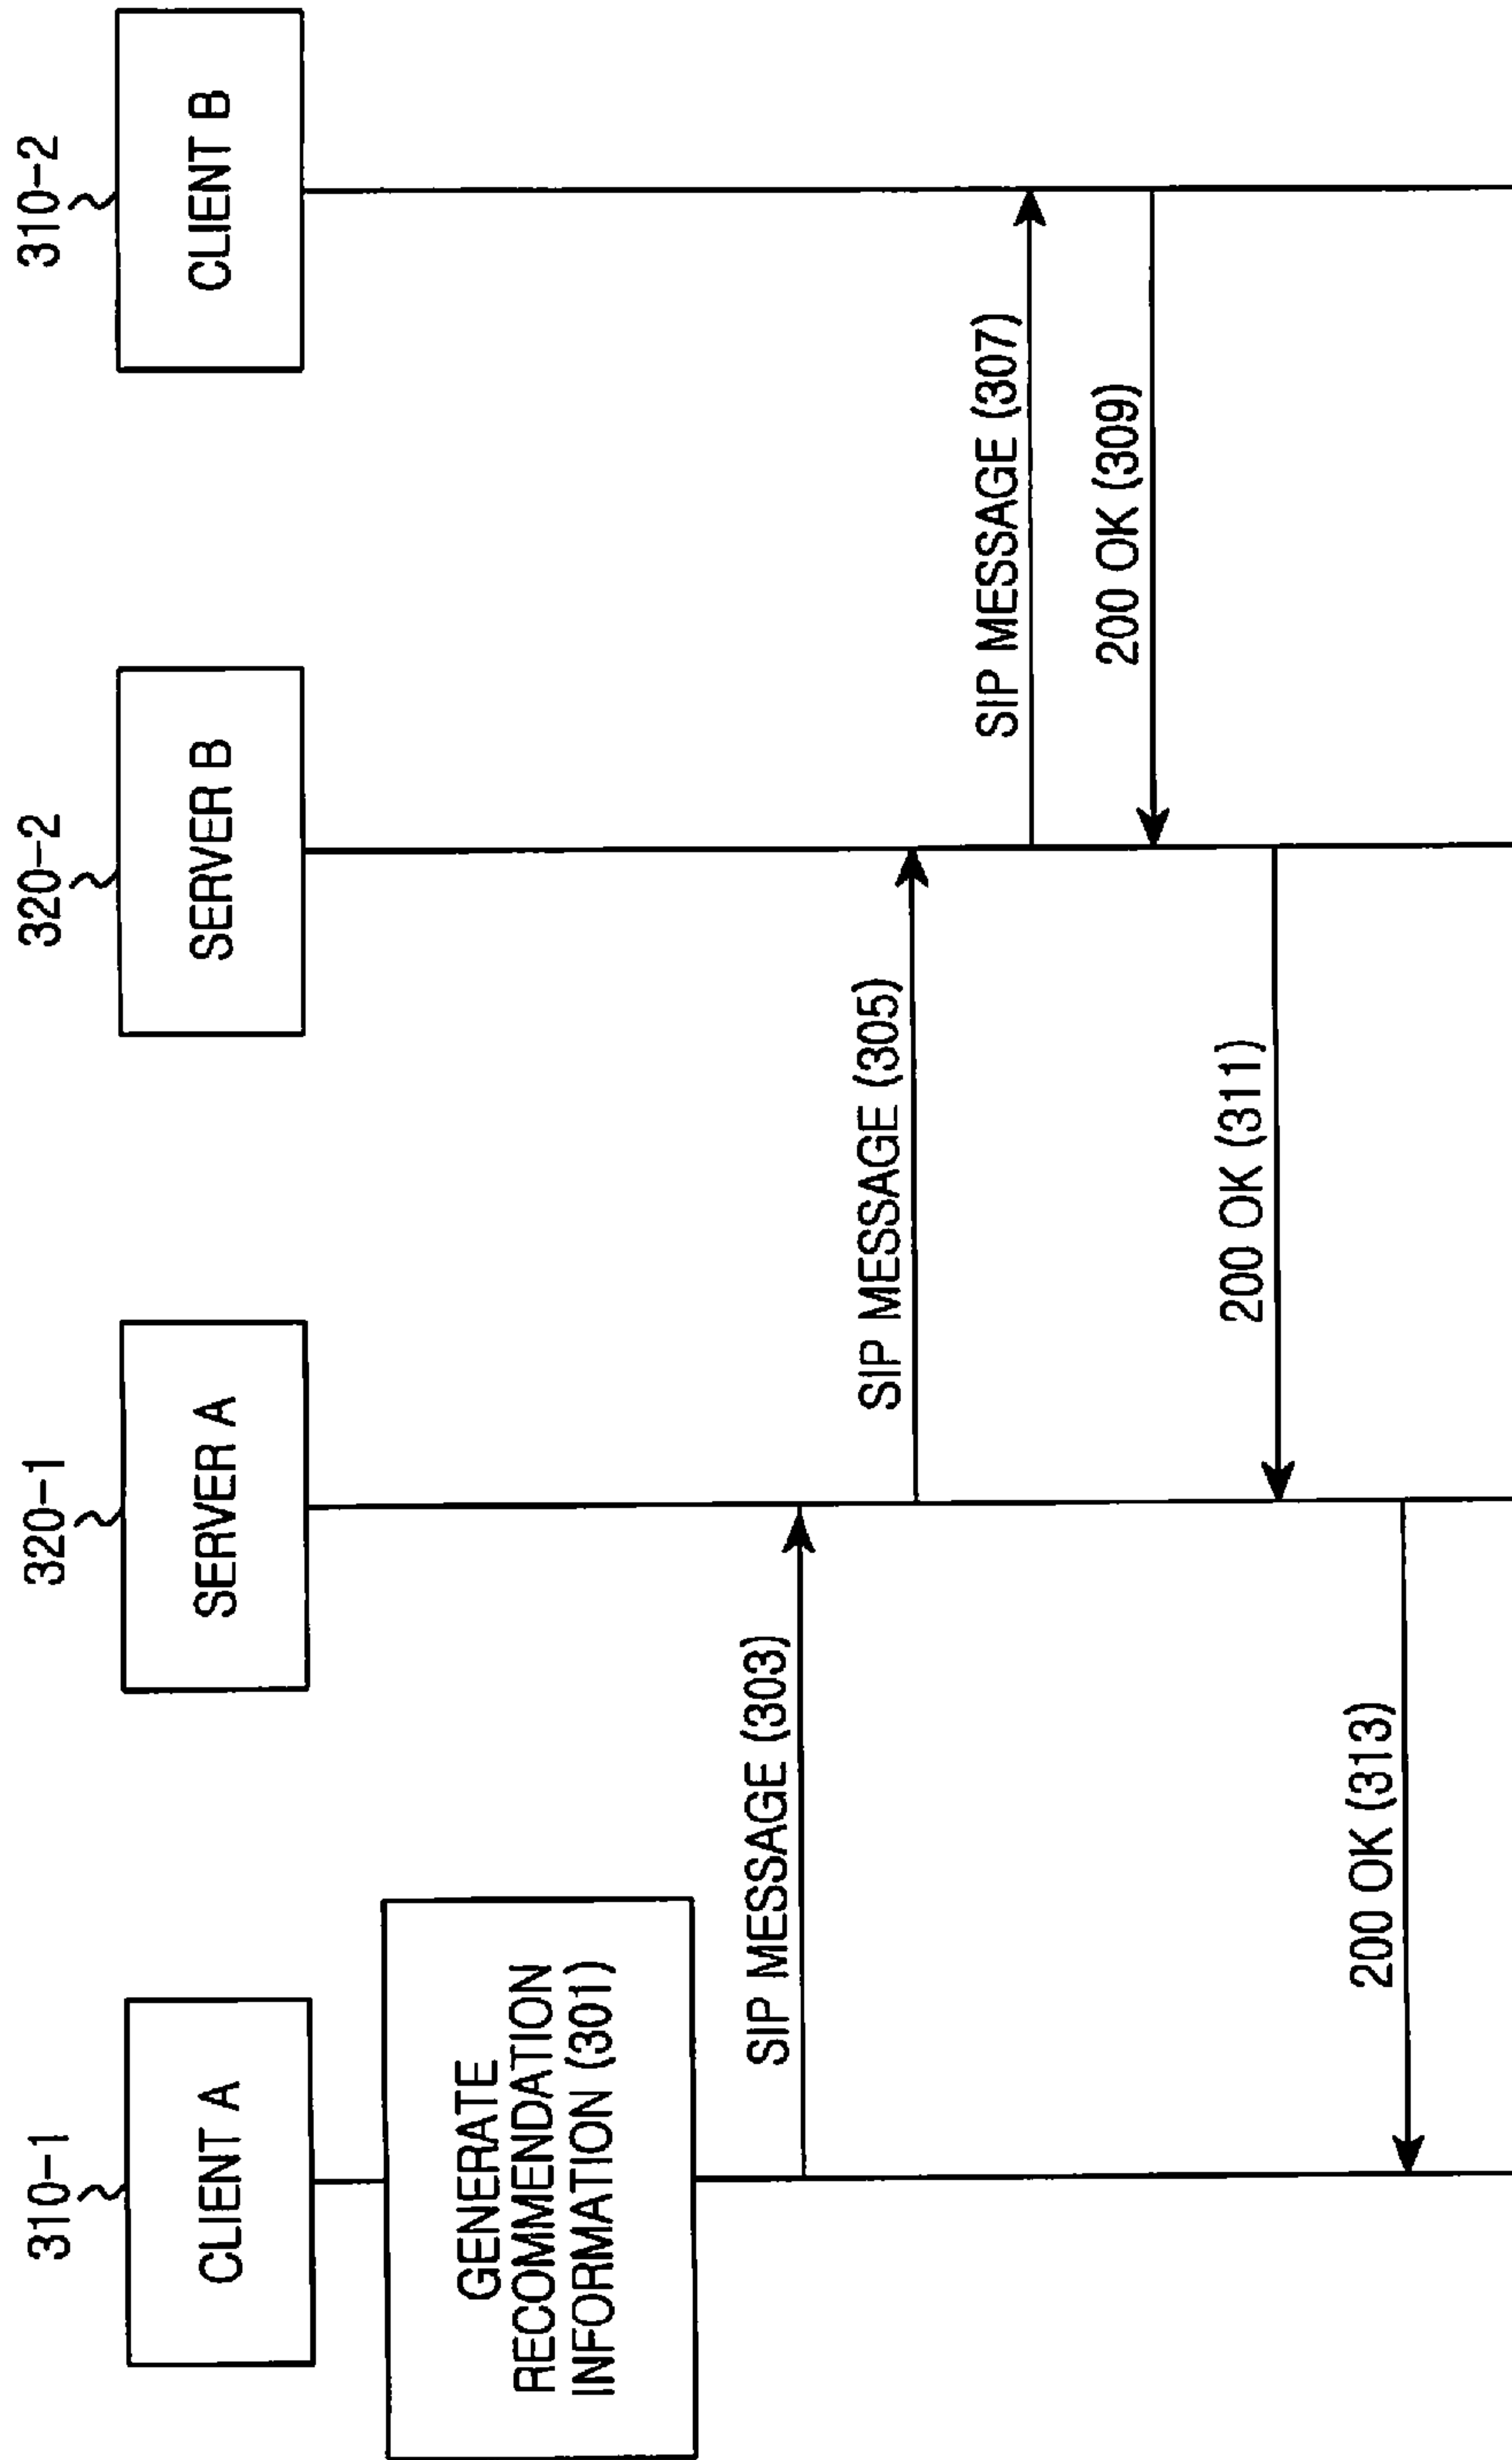 310-1
320-1
320-2
310-2
CLIENT A
SERVER A
SERVER B
CLIENT B
GENERATE
RECOMMENDATION
INFORMATION (301)
SIP MESSAGE (303)
SIP MESSAGE (305)
SIP MESSAGE (307)
200 OK (309)
200 OK (311)
200 OK (313)